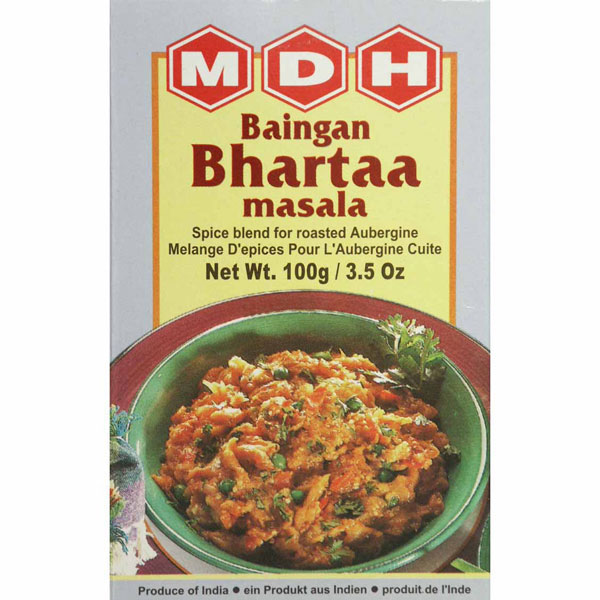 MDH
Baingan
Bhartaa
masala
Spice blend for roasted Aubergine
Melange D'epices Pour L'Aubergine Cuite
Net Wt. 100g / 3.5 Oz
Produce of India ● ein Produkt aus Indien ● produit de l'Inde